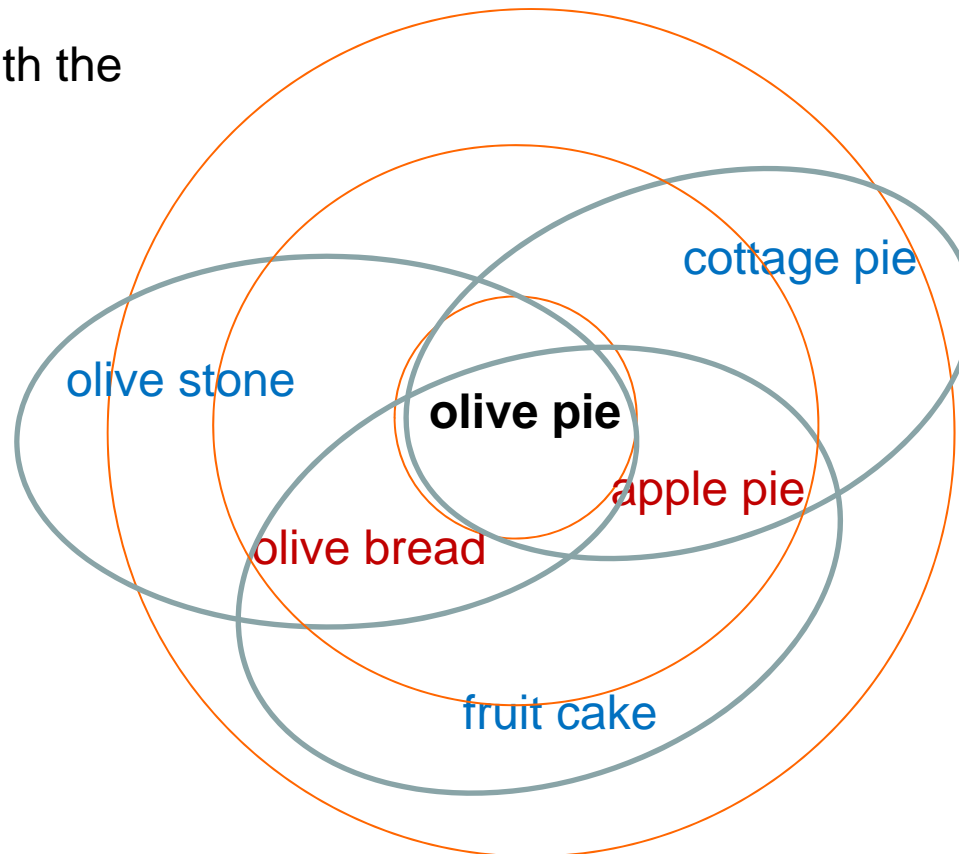 th the
cottage pie
olive stone
olive pie
apple pie
olive bread
fruit cake